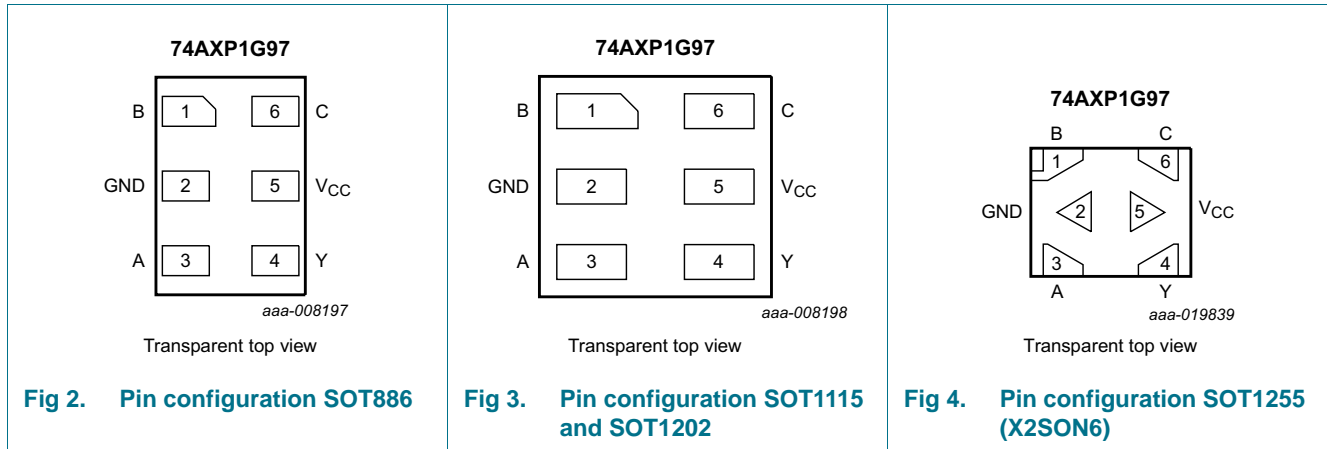 74AXP1G97
B 1 6 C
GND 2 5 VCC
A 3 4 Y
aaa-008197
Transparent top view
Fig 2. Pin configuration SOT886
74AXP1G97
B 1 6 C
GND 2 5 VCC
A 3 4 Y
aaa-008198
Transparent top view
Fig 3. Pin configuration SOT1115
and SOT1202
74AXP1G97
B C
1 6
GND 2 5 VCC
3 4
A Y
aaa-019839
Transparent top view
Fig 4. Pin configuration SOT1255
(X2SON6)